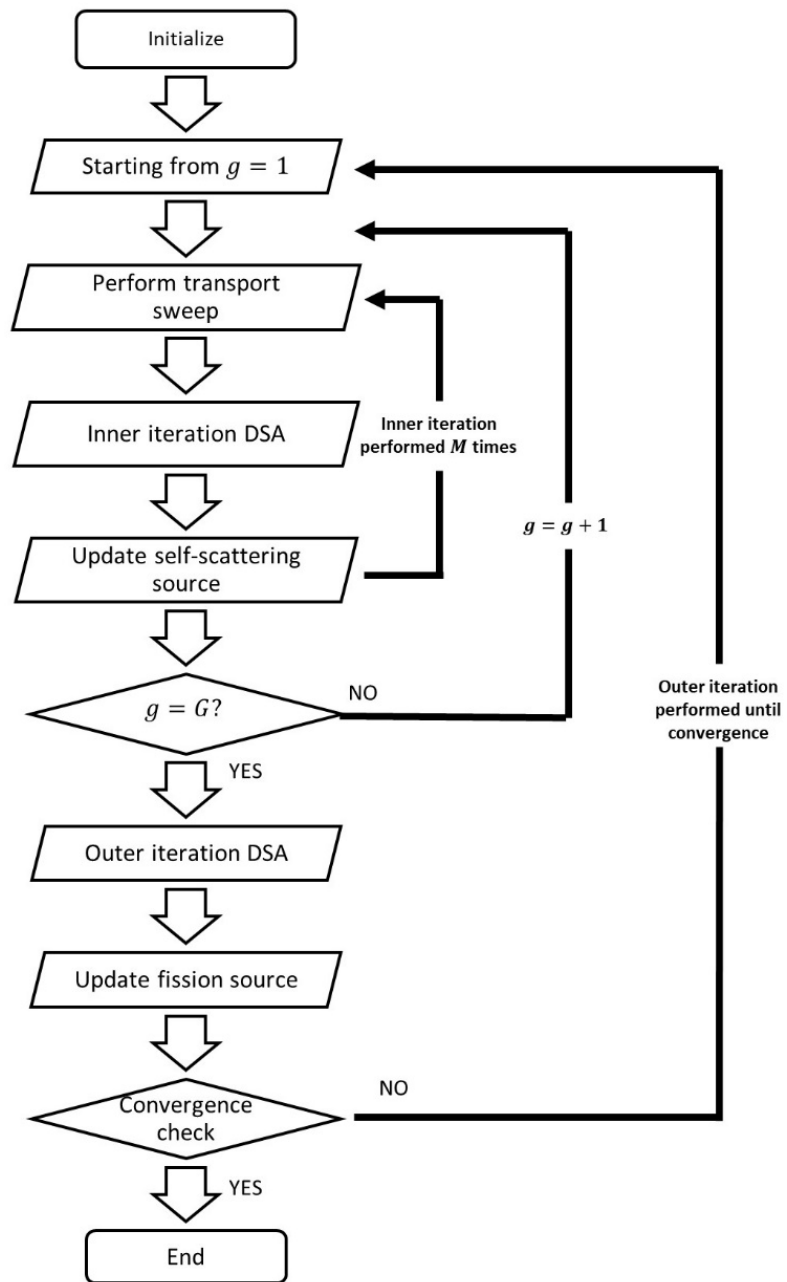 Initialize
Starting from g = 1
Perform transport
sweep
Inner iteration DSA
Inner iteration
performed M times
g = g + 1
Update self-scattering
source
g = G?
NO
YES
Outer iteration
performed until
convergence
Outer iteration DSA
Update fission source
Convergence
check
NO
YES
End